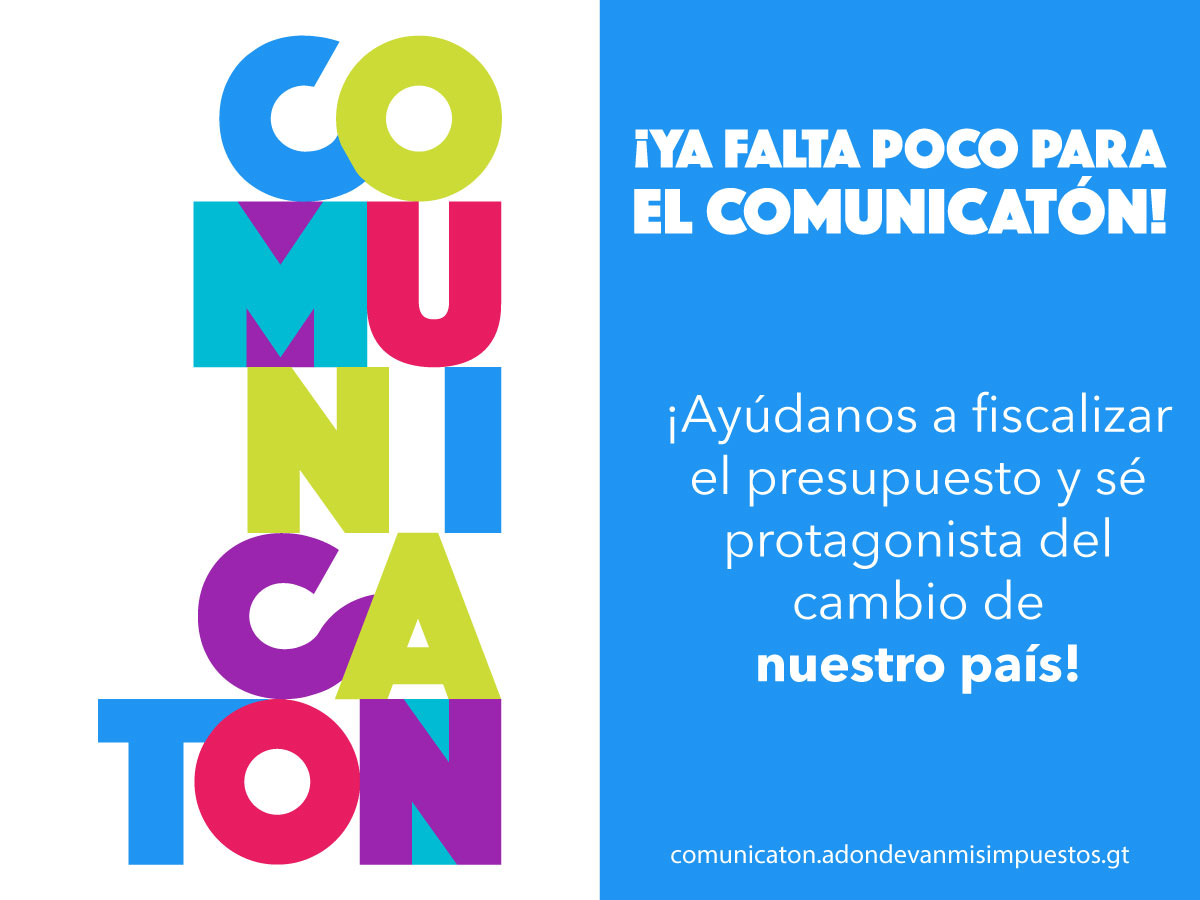 CO
MU
NI
CA
TON
¡YA FALTA POCO PARA
EL COMUNICATÓN!
¡Ayúdanos a fiscalizar
el presupuesto y sé
protagonista del
cambio de
nuestro país!
comunicaton.adondevanmisimpuestos.gt